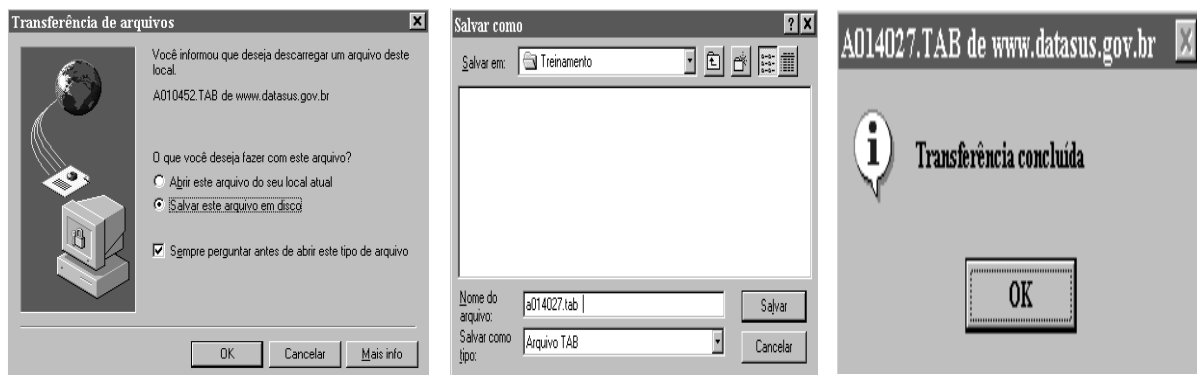 Transferência de arquivos
Você informou que deseja descarregar um arquivo deste
local.
A010452.TAB de www.datasus.gov.br
O que você deseja fazer com este arquivo?
Abrir este arquivo do seu local atual
Salvar este arquivo em disco
Sempre perguntar antes de abrir este tipo de arquivo
OK
Cancelar
Mais info
Salvar como
Salvar em:
Treinamento
Nome do
arquivo:
a014027.tab
Salvar
Salvar como
tipo:
Arquivo TAB
Cancelar
A014027.TAB de www.datasus.gov.br
Transferência concluída
OK